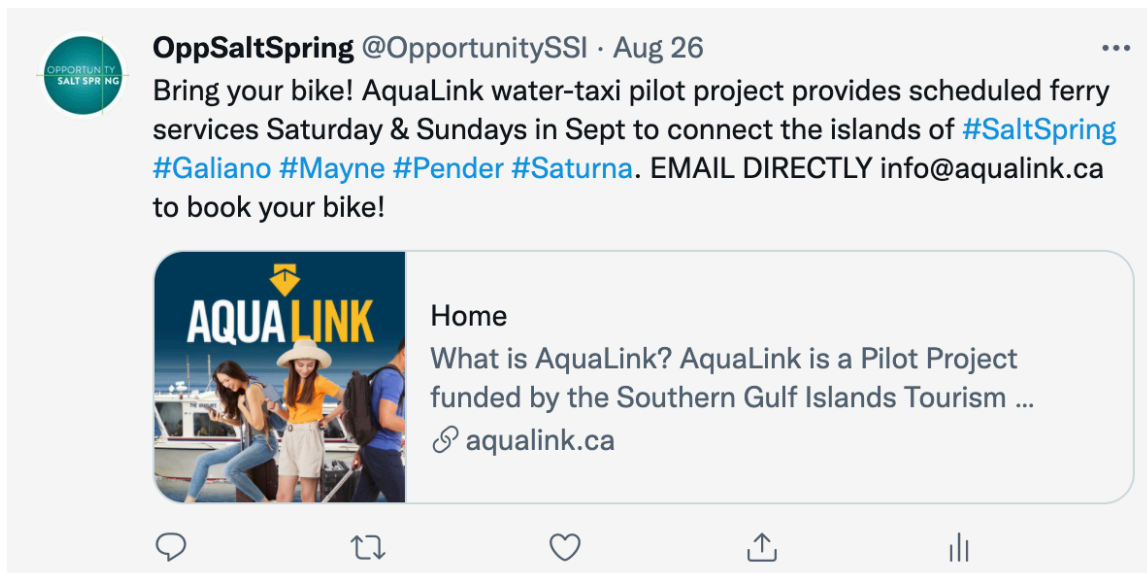 OPPORTUNITY
SALT SPRING
OppSaltSpring @OpportunitySSI · Aug 26
Bring your bike! AquaLink water-taxi pilot project provides scheduled ferry
services Saturday & Sundays in Sept to connect the islands of #SaltSpring
#Galiano #Mayne #Pender #Saturna. EMAIL DIRECTLY info@aqualink.ca
to book your bike!
AQUALINK
Home
What is AquaLink? AquaLink is a Pilot Project
funded by the Southern Gulf Islands Tourism ...
aqualink.ca